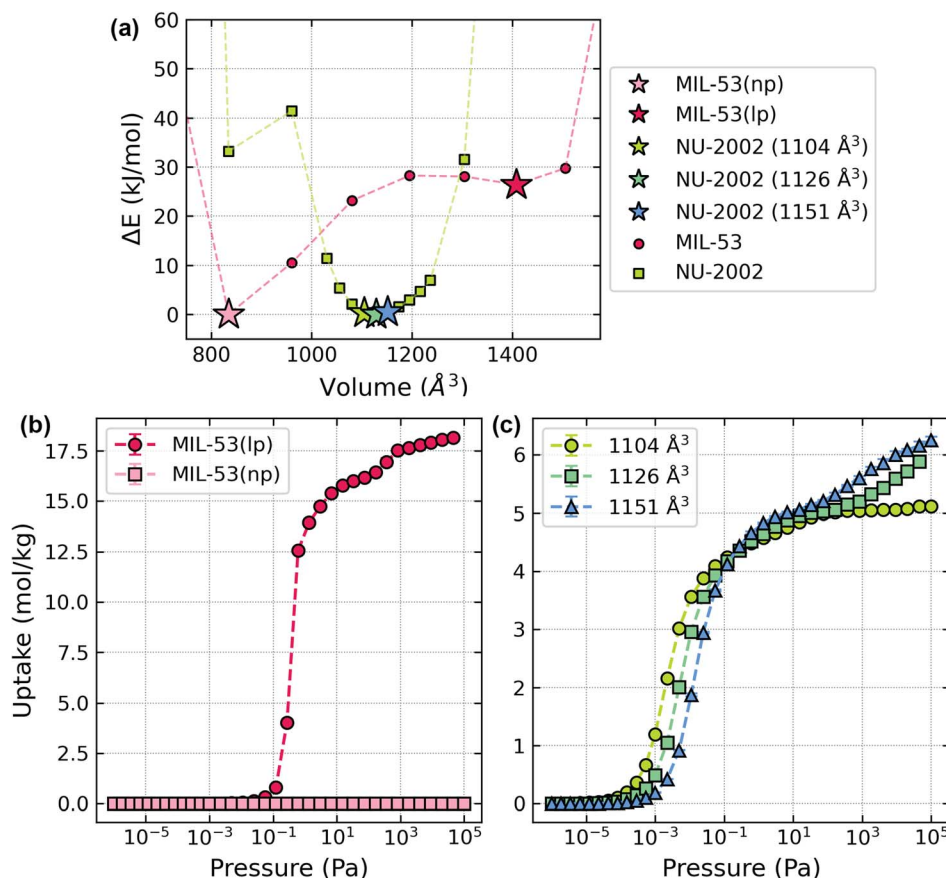 (a)
60
50
40
30
20
10
0
ΔE (kJ/mol)
800 1000 1200 1400
Volume (Å³)
MIL-53(np)
MIL-53(lp)
NU-2002 (1104 Å³)
NU-2002 (1126 Å³)
NU-2002 (1151 Å³)
MIL-53
NU-2002
(b)
MIL-53(lp)
MIL-53(np)
17.5
15.0
12.5
10.0
7.5
5.0
2.5
0.0
Uptake (mol/kg)
10⁻⁵ 10⁻³ 10⁻¹ 10¹ 10³ 10⁵
Pressure (Pa)
(c)
1104 Å³
1126 Å³
1151 Å³
6
5
4
3
2
1
0
10⁻⁵ 10⁻³ 10⁻¹ 10¹ 10³ 10⁵
Pressure (Pa)